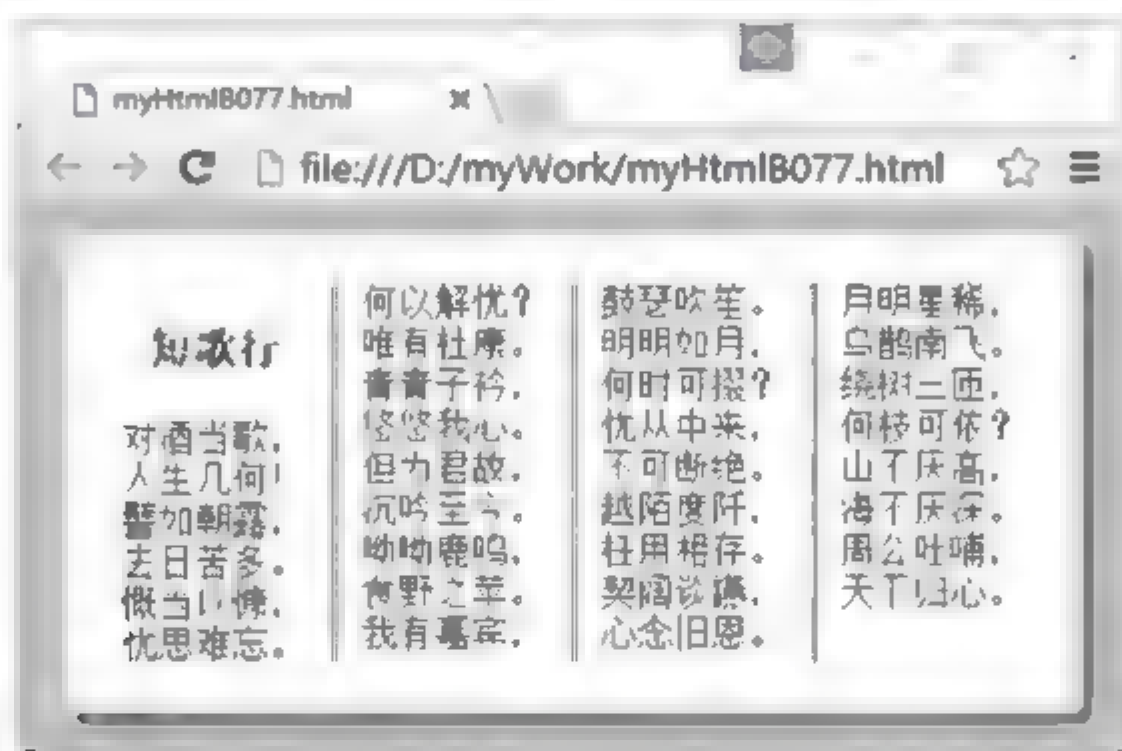 myHtmlB077.html
file:///D:/myWork/myHtmlB077.html
短歌行
对酒当歌,
人生几何!
譬如朝露,
去日苦多。
慨当以慷,
忧思难忘。
何以解忧?
唯有杜康。
青青子衿,
悠悠我心。
但为君故,
沉吟至今。
呦呦鹿鸣,
食野之苹。
我有嘉宾,
鼓瑟吹笙。
明明如月,
何时可掇?
忧从中来,
不可断绝。
越陌度阡,
枉用相存。
契阔谈讌,
心念旧恩。
月明星稀,
乌鹊南飞。
绕树三匝,
何枝可依?
山不厌高,
海不厌深。
周公吐哺,
天下归心。